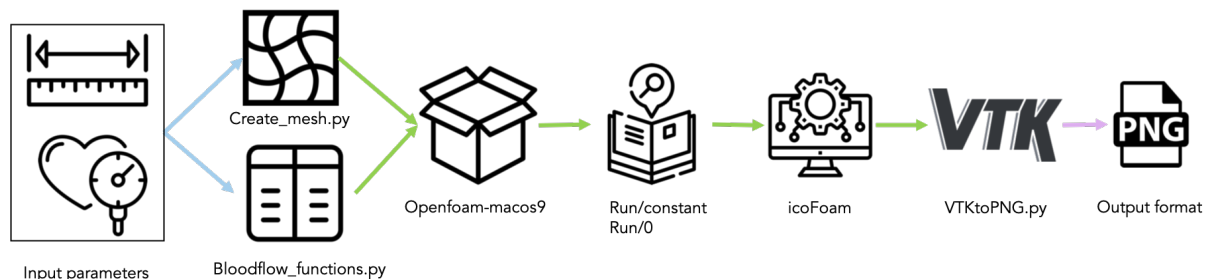 Create_mesh.py
Bloodflow_functions.py
Input parameters
Openfoam-macos9
Run/constant
Run/0
icoFoam
VTK
VTKtoPNG.py
PNG
Output format